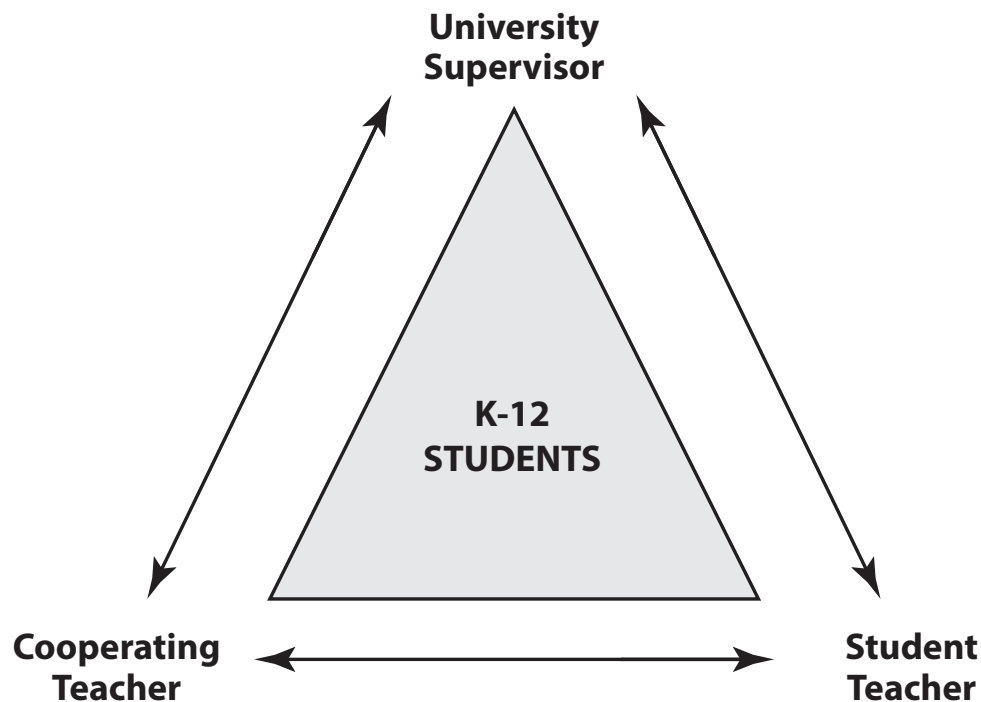 University
Supervisor
K-12
STUDENTS
Cooperating
Teacher
Student
Teacher